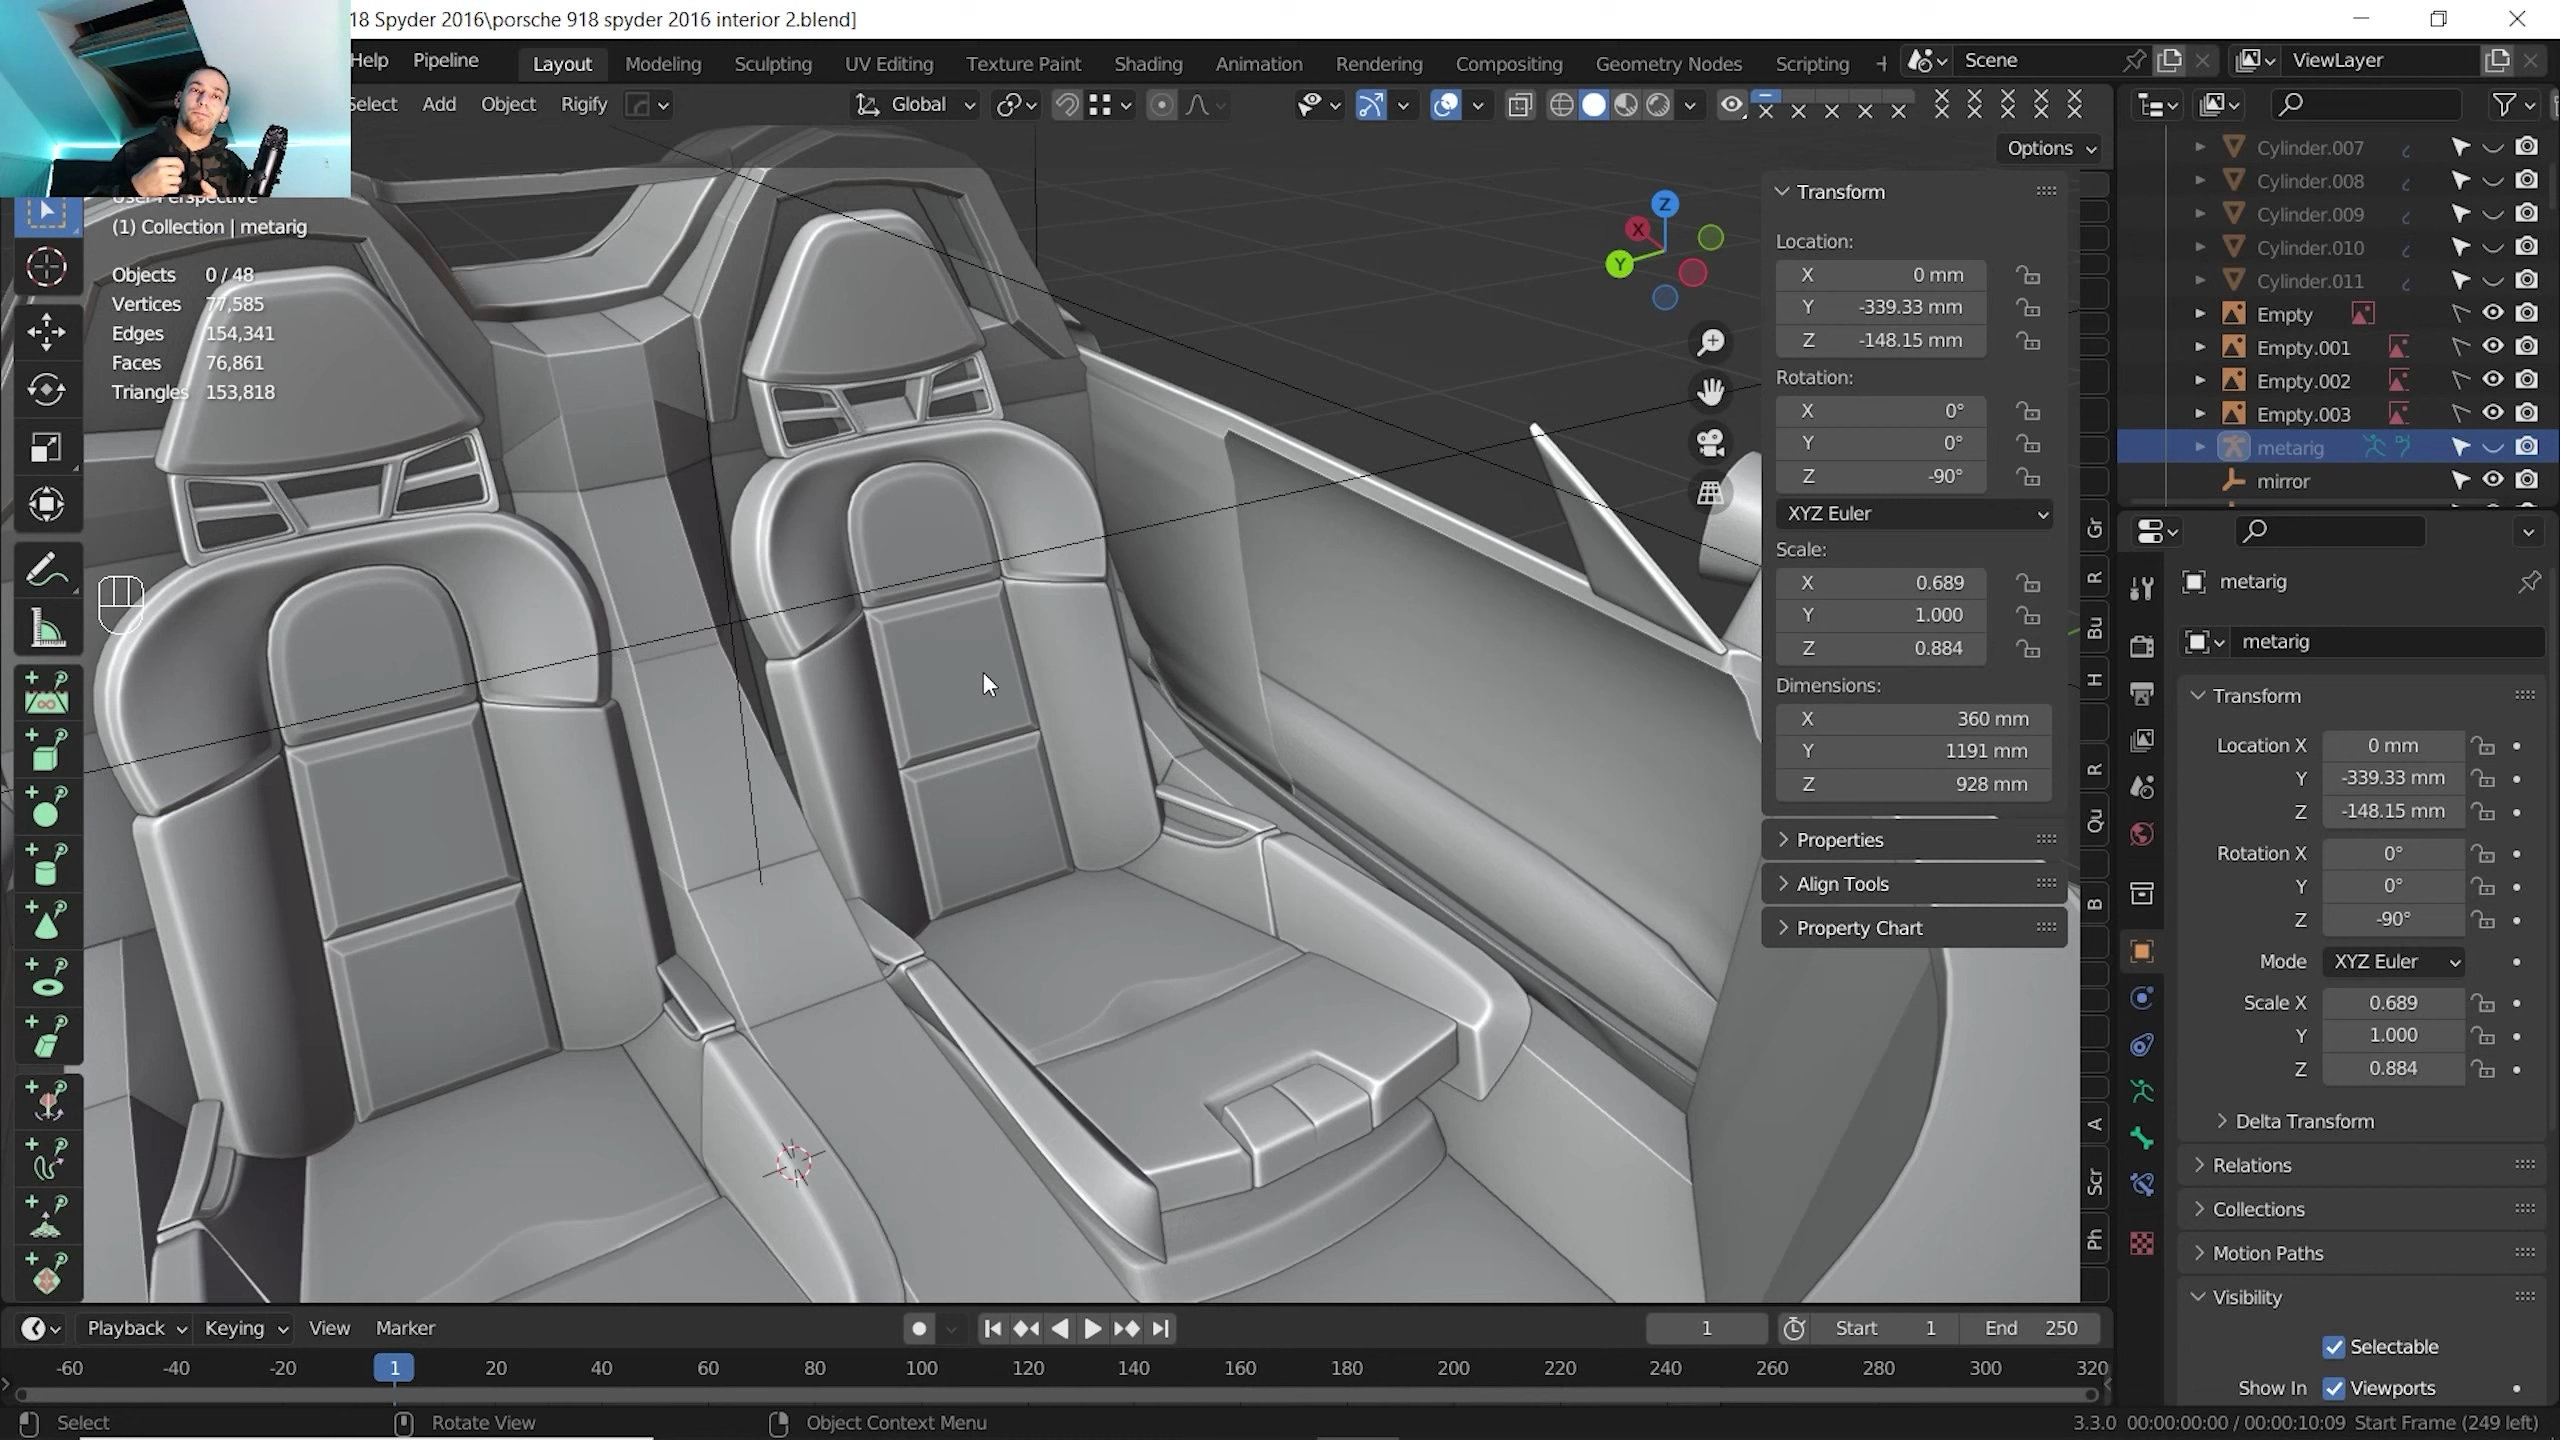 18 Spyder 2016\porsche 918 spyder 2016 interior 2.blend]
Help Pipeline Layout Modeling Sculpting UV Editing Texture Paint Shading Animation Rendering Compositing Geometry Nodes Scripting + Scene ViewLayer
Select Add Object Rigify Global
Options
User Perspective
(1) Collection | metarig
Objects 0 / 48
Vertices 77,585
Edges 154,341
Faces 76,861
Triangles 153,818
Z
X
Y
Transform
Location:
X 0 mm
Y -339.33 mm
Z -148.15 mm
Rotation:
X 0°
Y 0°
Z -90°
XYZ Euler
Scale:
X 0.689
Y 1.000
Z 0.884
Dimensions:
X 360 mm
Y 1191 mm
Z 928 mm
Properties
Align Tools
Property Chart
Gr
R
Bu
H
R
Qu
B
A
Scr
Ph
Cylinder.007
Cylinder.008
Cylinder.009
Cylinder.010
Cylinder.011
Empty
Empty.001
Empty.002
Empty.003
metarig
mirror
metarig
metarig
Transform
Location X 0 mm
Y -339.33 mm
Z -148.15 mm
Rotation X 0°
Y 0°
Z -90°
Mode XYZ Euler
Scale X 0.689
Y 1.000
Z 0.884
Delta Transform
Relations
Collections
Motion Paths
Visibility
Selectable
Show In Viewports
Playback Keying View Marker 1 Start 1 End 250
-60 -40 -20 1 20 40 60 80 100 120 140 160 180 200 220 240 260 280 300 320
Select Rotate View Object Context Menu 3.3.0 00:00:00:00 / 00:00:10:09 Start Frame (249 left)